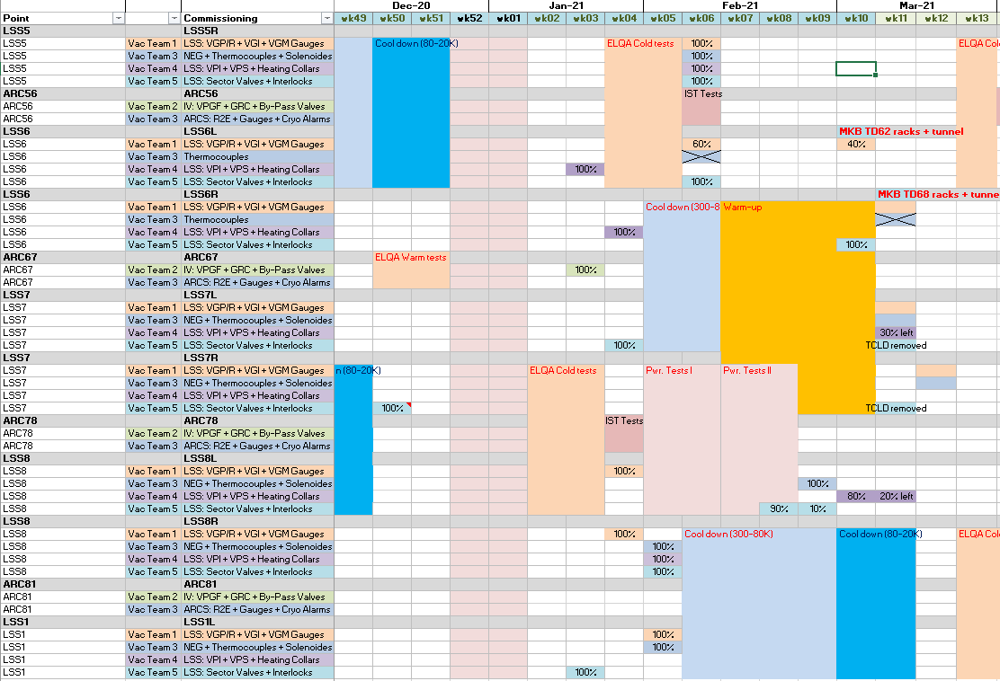 Dec-20 Jan-21 Feb-21 Mar-21
Point Commissioning wk49 wk50 wk51 wk52 wk01 wk02 wk03 wk04 wk05 wk06 wk07 wk08 wk09 wk10 wk11 wk12 wk13
LSS5 LSS5R
LSS5 Vac Team 1 LSS: VGP/R + VGI + VGM Gauges Cool down (80-20K) ELQA Cold tests 100% ELQA Col
LSS5 Vac Team 3 NEG + Thermocouples + Solenoides 100%
LSS5 Vac Team 4 LSS: VPI + VPS + Heating Collars 100%
LSS5 Vac Team 5 LSS: Sector Valves + Interlocks 100%
ARC56 ARC56 IST Tests
ARC56 Vac Team 2 IV: VPGF + GRC + By-Pass Valves
ARC56 Vac Team 3 ARCS: R2E + Gauges + Cryo Alarms
LSS6 LSS6L MKB TD62 racks + tunnel
LSS6 Vac Team 1 LSS: VGP/R + VGI + VGM Gauges 60% 40%
LSS6 Vac Team 3 Thermocouples
LSS6 Vac Team 4 LSS: VPI + VPS + Heating Collars 100%
LSS6 Vac Team 5 LSS: Sector Valves + Interlocks 100%
LSS6 LSS6R MKB TD68 racks + tunne
LSS6 Vac Team 1 LSS: VGP/R + VGI + VGM Gauges Cool down (300-8 Warm-up
LSS6 Vac Team 3 Thermocouples
LSS6 Vac Team 4 LSS: VPI + VPS + Heating Collars 100%
LSS6 Vac Team 5 LSS: Sector Valves + Interlocks 100%
ARC67 ARC67 ELQA Warm tests
ARC67 Vac Team 2 IV: VPGF + GRC + By-Pass Valves 100%
ARC67 Vac Team 3 ARCS: R2E + Gauges + Cryo Alarms
LSS7 LSS7L
LSS7 Vac Team 1 LSS: VGP/R + VGI + VGM Gauges
LSS7 Vac Team 3 NEG + Thermocouples + Solenoides
LSS7 Vac Team 4 LSS: VPI + VPS + Heating Collars 30% left
LSS7 Vac Team 5 LSS: Sector Valves + Interlocks 100% TCLD removed
LSS7 LSS7R
LSS7 Vac Team 1 LSS: VGP/R + VGI + VGM Gauges n (80-20K) ELQA Cold tests Pwr. Tests I Pwr. Tests II
LSS7 Vac Team 3 NEG + Thermocouples + Solenoides
LSS7 Vac Team 4 LSS: VPI + VPS + Heating Collars
LSS7 Vac Team 5 LSS: Sector Valves + Interlocks 100% TCLD removed
ARC78 ARC78 IST Tests
ARC78 Vac Team 2 IV: VPGF + GRC + By-Pass Valves
ARC78 Vac Team 3 ARCS: R2E + Gauges + Cryo Alarms
LSS8 LSS8L
LSS8 Vac Team 1 LSS: VGP/R + VGI + VGM Gauges 100%
LSS8 Vac Team 3 NEG + Thermocouples + Solenoides 100%
LSS8 Vac Team 4 LSS: VPI + VPS + Heating Collars 80% 20% left
LSS8 Vac Team 5 LSS: Sector Valves + Interlocks 90% 10%
LSS8 LSS8R
LSS8 Vac Team 1 LSS: VGP/R + VGI + VGM Gauges 100% Cool down (300-80K) Cool down (80-20K) ELQA Col
LSS8 Vac Team 3 NEG + Thermocouples + Solenoides 100%
LSS8 Vac Team 4 LSS: VPI + VPS + Heating Collars 100%
LSS8 Vac Team 5 LSS: Sector Valves + Interlocks 100%
ARC81 ARC81
ARC81 Vac Team 2 IV: VPGF + GRC + By-Pass Valves
ARC81 Vac Team 3 ARCS: R2E + Gauges + Cryo Alarms
LSS1 LSS1L
LSS1 Vac Team 1 LSS: VGP/R + VGI + VGM Gauges 100%
LSS1 Vac Team 3 NEG + Thermocouples + Solenoides 100%
LSS1 Vac Team 4 LSS: VPI + VPS + Heating Collars
LSS1 Vac Team 5 LSS: Sector Valves + Interlocks 100%